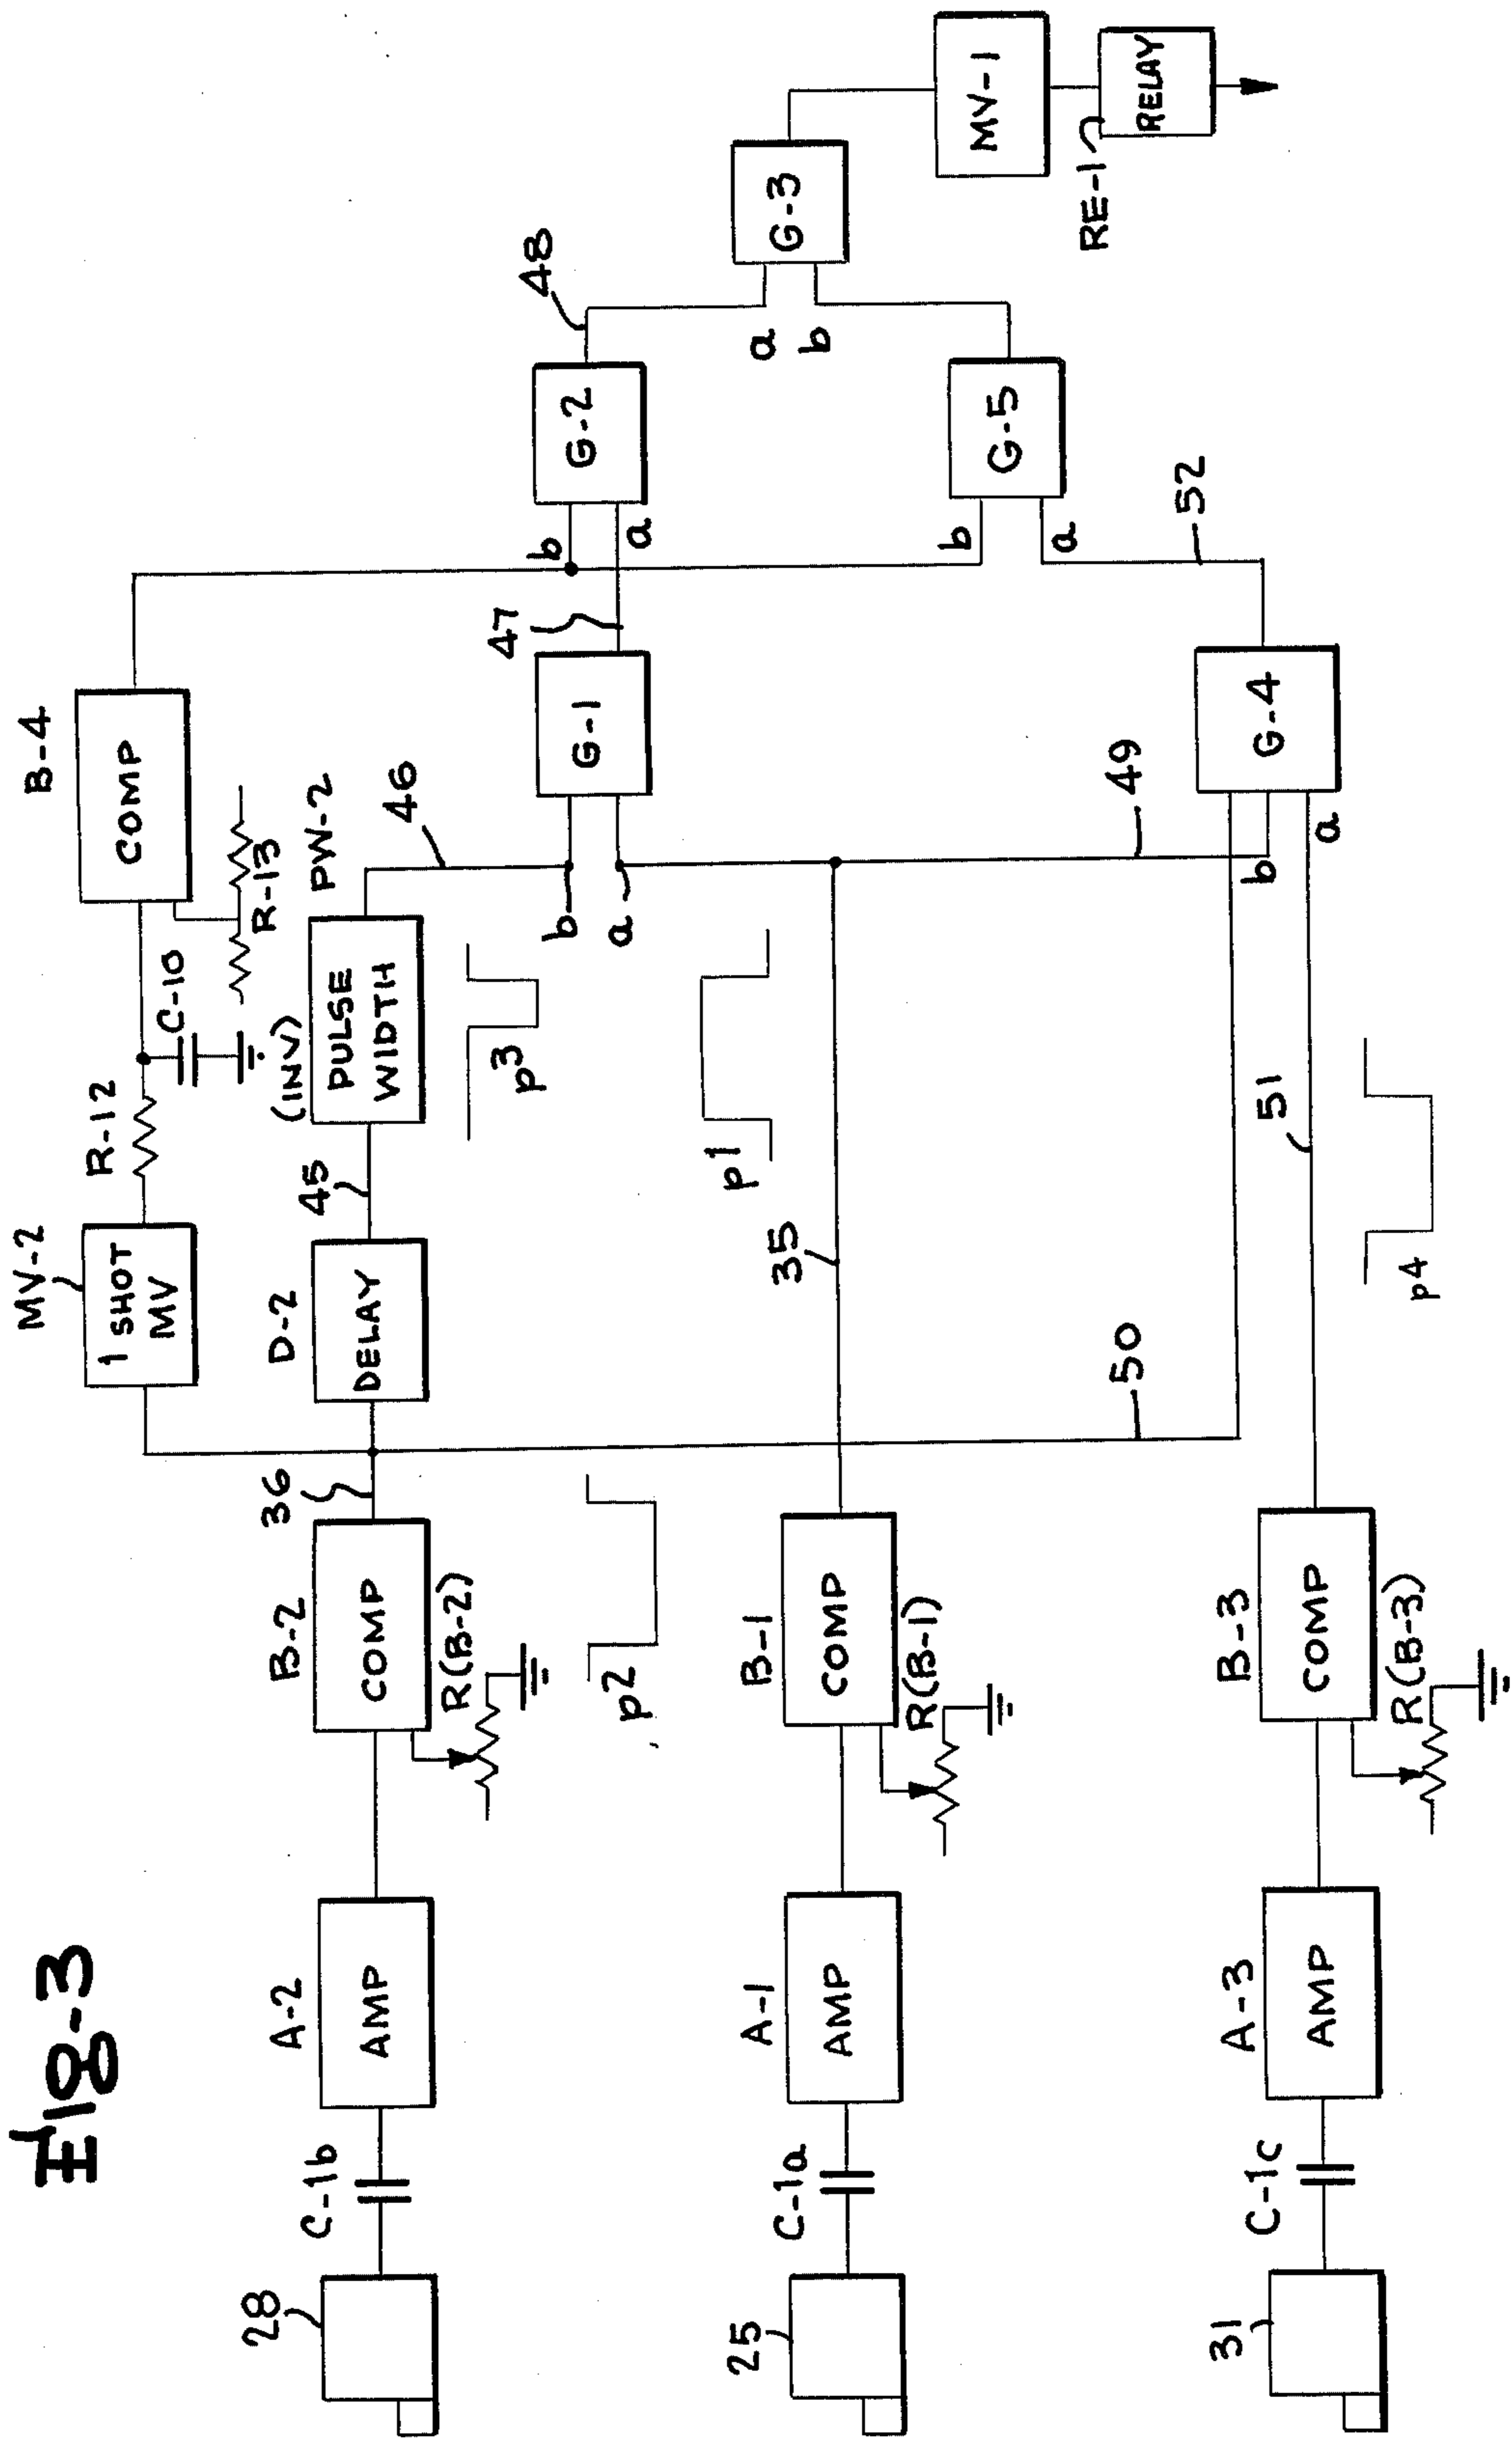 Fig-3
28
C-1b
A-2
AMP
B-2
COMP
R(B-2)
36
p2
MV-2
1 SHOT
MV
R-12
C-10
B-4
COMP
R-13
D-2
DELAY
45
(INV)
PULSE
WIDTH
PW-2
46
p3
b
a
G-1
47
b
a
G-2
48
a
b
G-3
MV-1
RE-1
RELAY
25
C-1a
A-1
AMP
B-1
COMP
R(B-1)
35
p1
49
50
b
a
G-5
52
31
C-1c
A-3
AMP
B-3
COMP
R(B-3)
51
p4
b
a
G-4